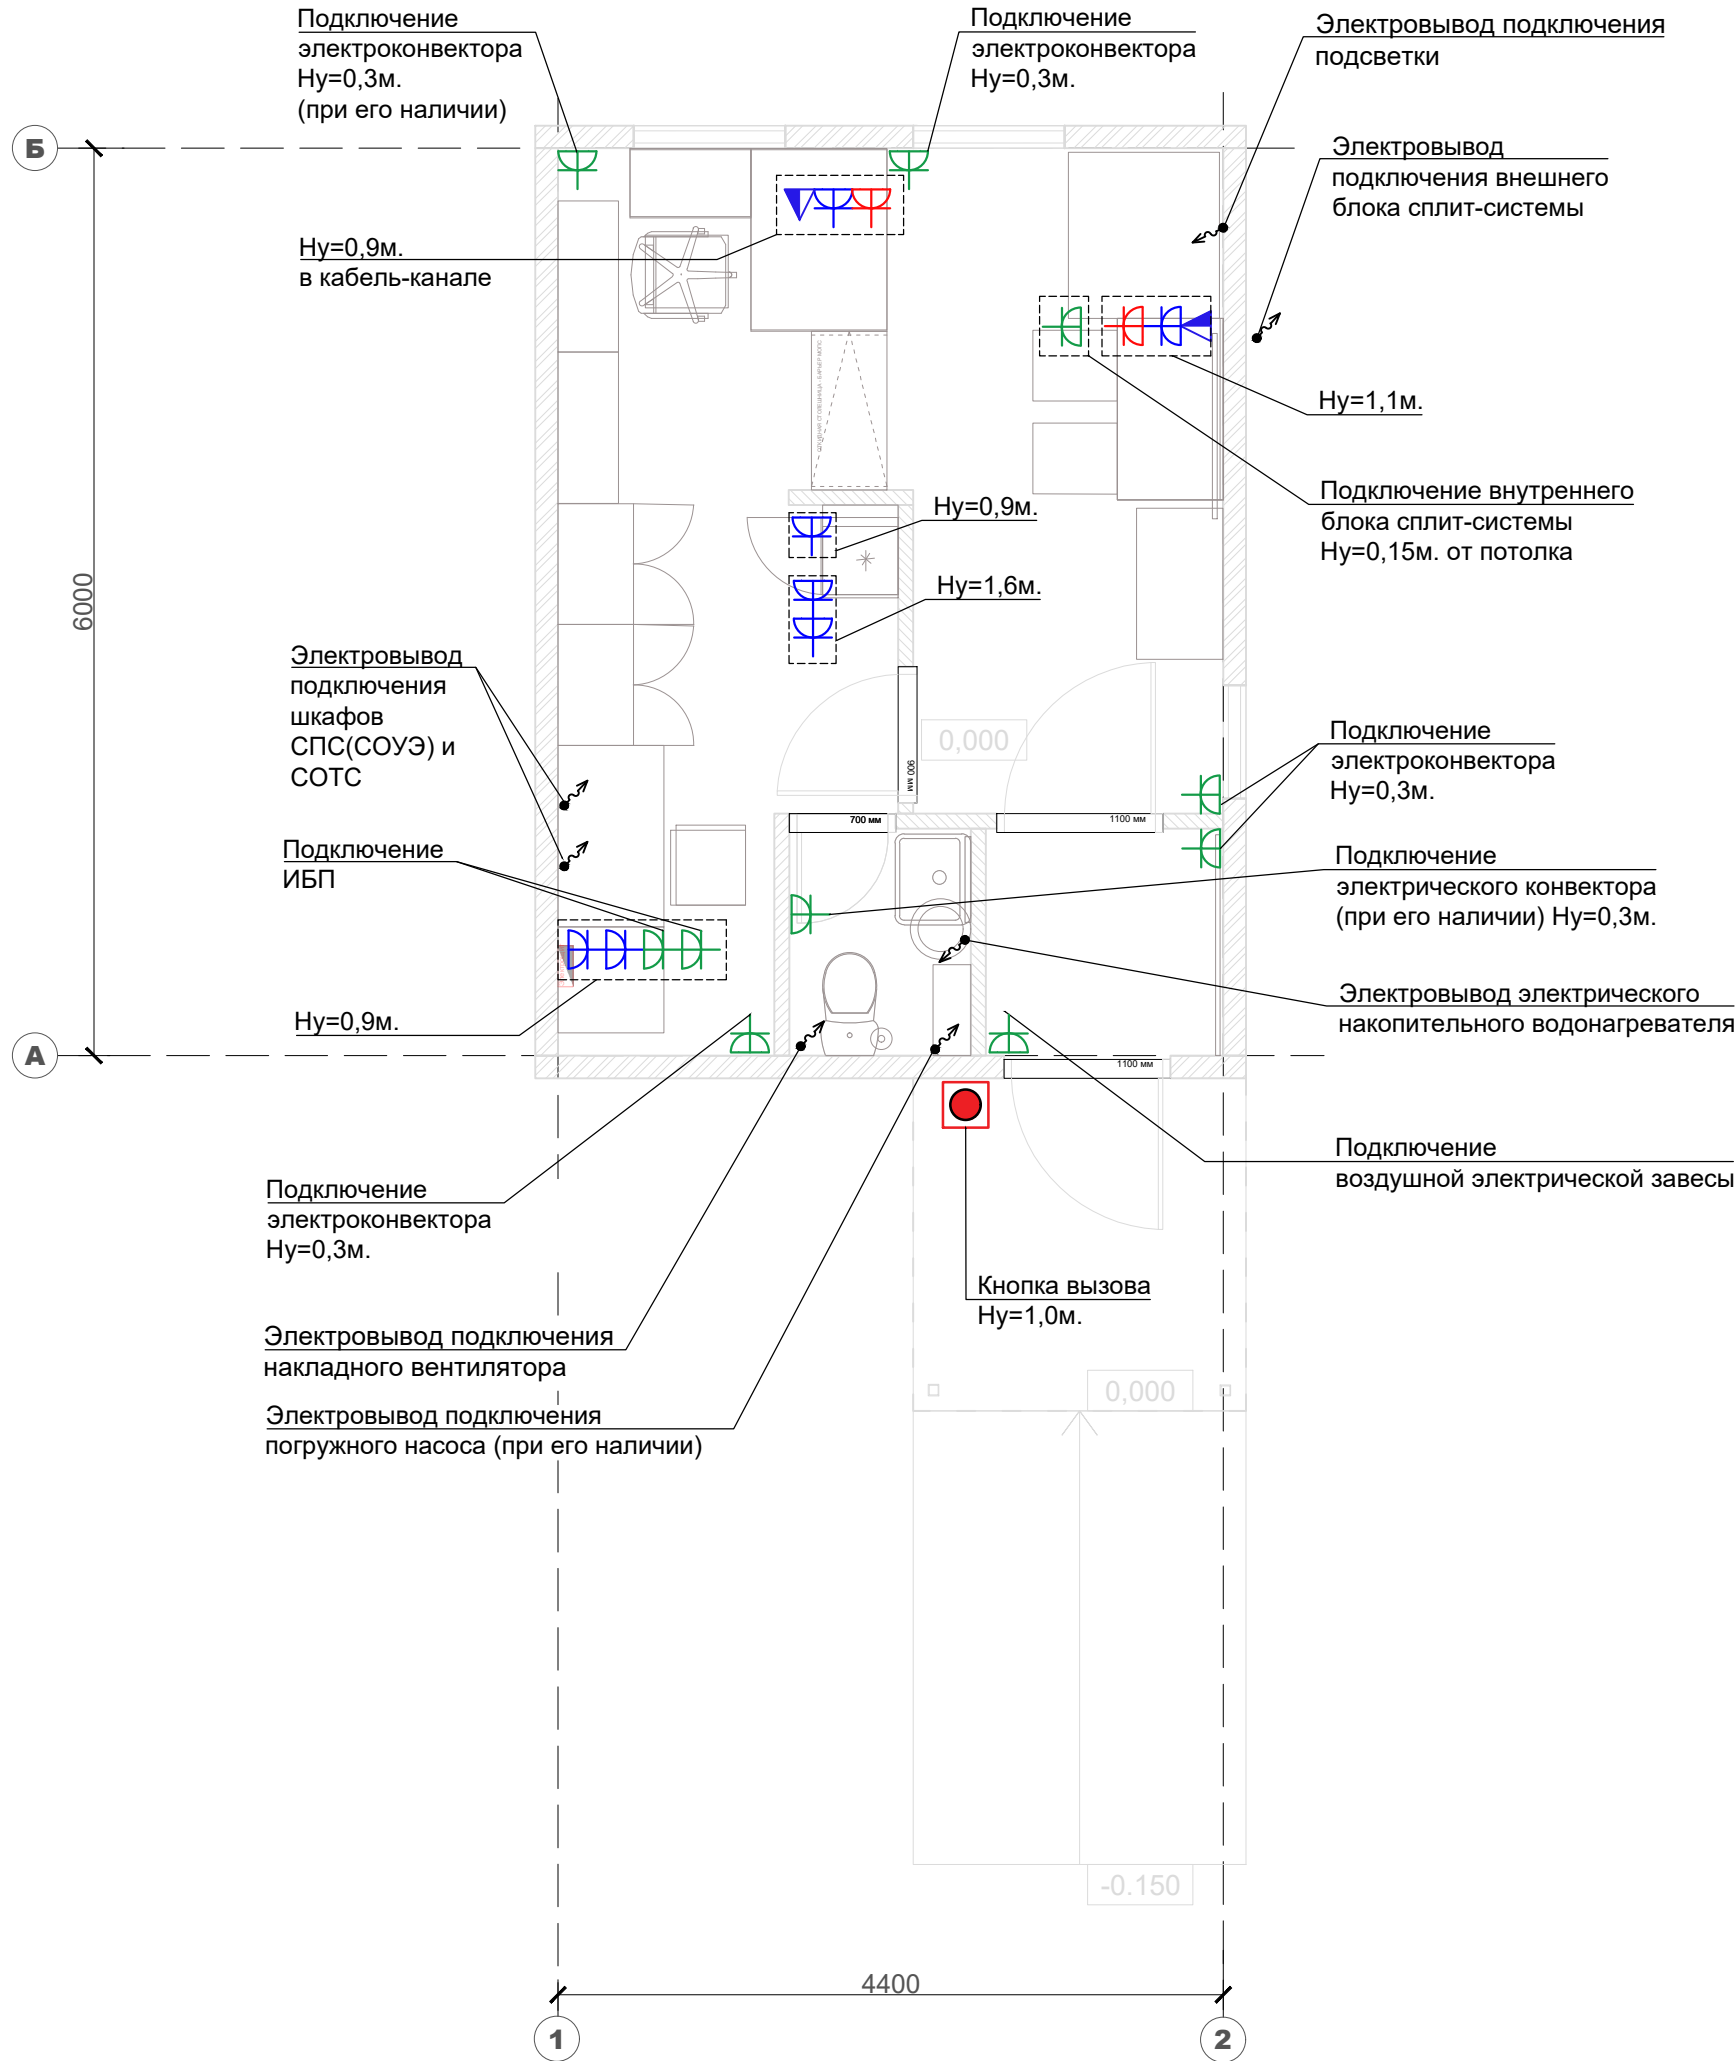 Подключение
электроконвектора
Ну=0,3м.
(при его наличии)
Подключение
электроконвектора
Ну=0,3м.
Электровывод подключения
подсветки
Б
Электровывод
подключения внешнего
блока сплит-системы
Ну=0,9м.
в кабель-канале
Ну=1,1м.
Подключение внутреннего
блока сплит-системы
Ну=0,15м. от потолка
Ну=0,9м.
Ну=1,6м.
6000
Электровывод
подключения
шкафов
СПС(СОУЭ) и
СОТС
0,000
900 мм
Подключение
электроконвектора
Ну=0,3м.
700 мм
1100 мм
Подключение
ИБП
Подключение
электрического конвектора
(при его наличии) Ну=0,3м.
Электровывод электрического
накопительного водонагревателя
Ну=0,9м.
А
1100 мм
Подключение
воздушной электрической завесы
Подключение
электроконвектора
Ну=0,3м.
Кнопка вызова
Ну=1,0м.
Электровывод подключения
накладного вентилятора
0,000
Электровывод подключения
погружного насоса (при его наличии)
-0.150
4400
1
2